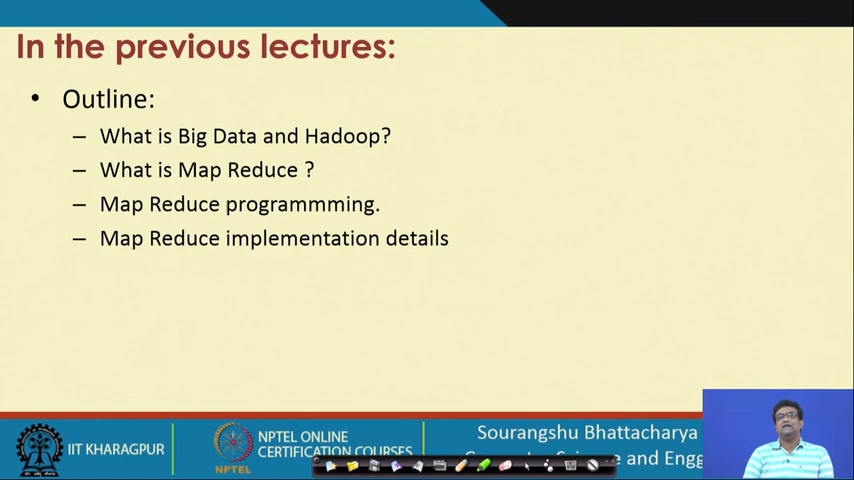 In the previous lectures:
• Outline:
– What is Big Data and Hadoop?
– What is Map Reduce ?
– Map Reduce programmming.
– Map Reduce implementation details
IIT KHARAGPUR
NPTEL
NPTEL ONLINE
CERTIFICATION COURSES
Sourangshu Bhattacharya
and Engg